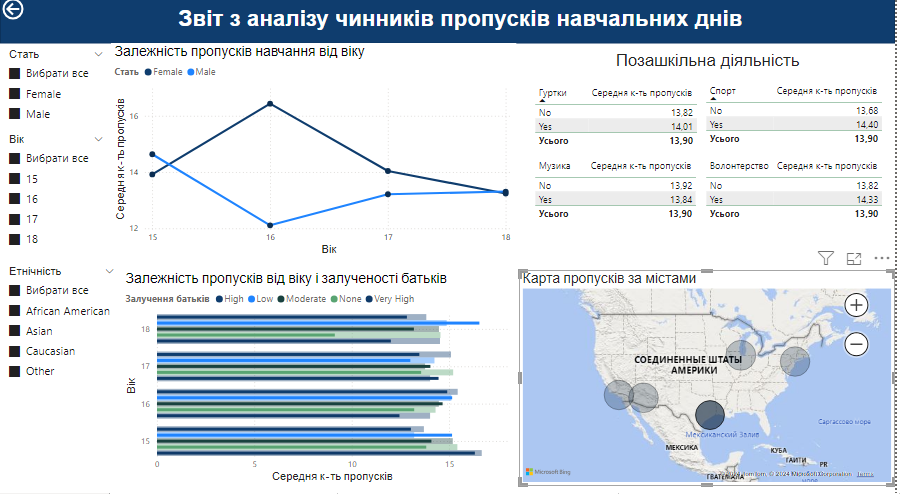 Звіт з аналізу чинників пропусків навчальних днів
Стать
Вибрати все
Female
Male
Вік
Вибрати все
15
16
17
18
Етнічність
Вибрати все
African American
Asian
Caucasian
Other
Залежність пропусків навчання від віку
Стать Female Male
Середня к-ть пропусків
16
14
12
15 16 17 18
Вік
Позашкільна діяльність
Гуртки Середня к-ть пропусків
No 13,82
Yes 14,01
Усього 13,90
Спорт Середня к-ть пропусків
No 13,68
Yes 14,40
Усього 13,90
Музика Середня к-ть пропусків
No 13,92
Yes 13,84
Усього 13,90
Волонтерство Середня к-ть пропусків
No 13,82
Yes 14,33
Усього 13,90
Залежність пропусків від віку і залученості батьків
Залучення батьків High Low Moderate None Very High
Вік
18
17
16
15
0 5 10 15
Середня к-ть пропусків
Карта пропусків за містами
СОЕДИНЕННЫЕ ШТАТЫ
АМЕРИКИ
Саргассово море
Мексиканский Залив
МЕКСИКА
КУБА
ГАИТИ
PR
ГВАТЕМАЛА
Microsoft Bing
© 2024 Microsoft Corporation Terms